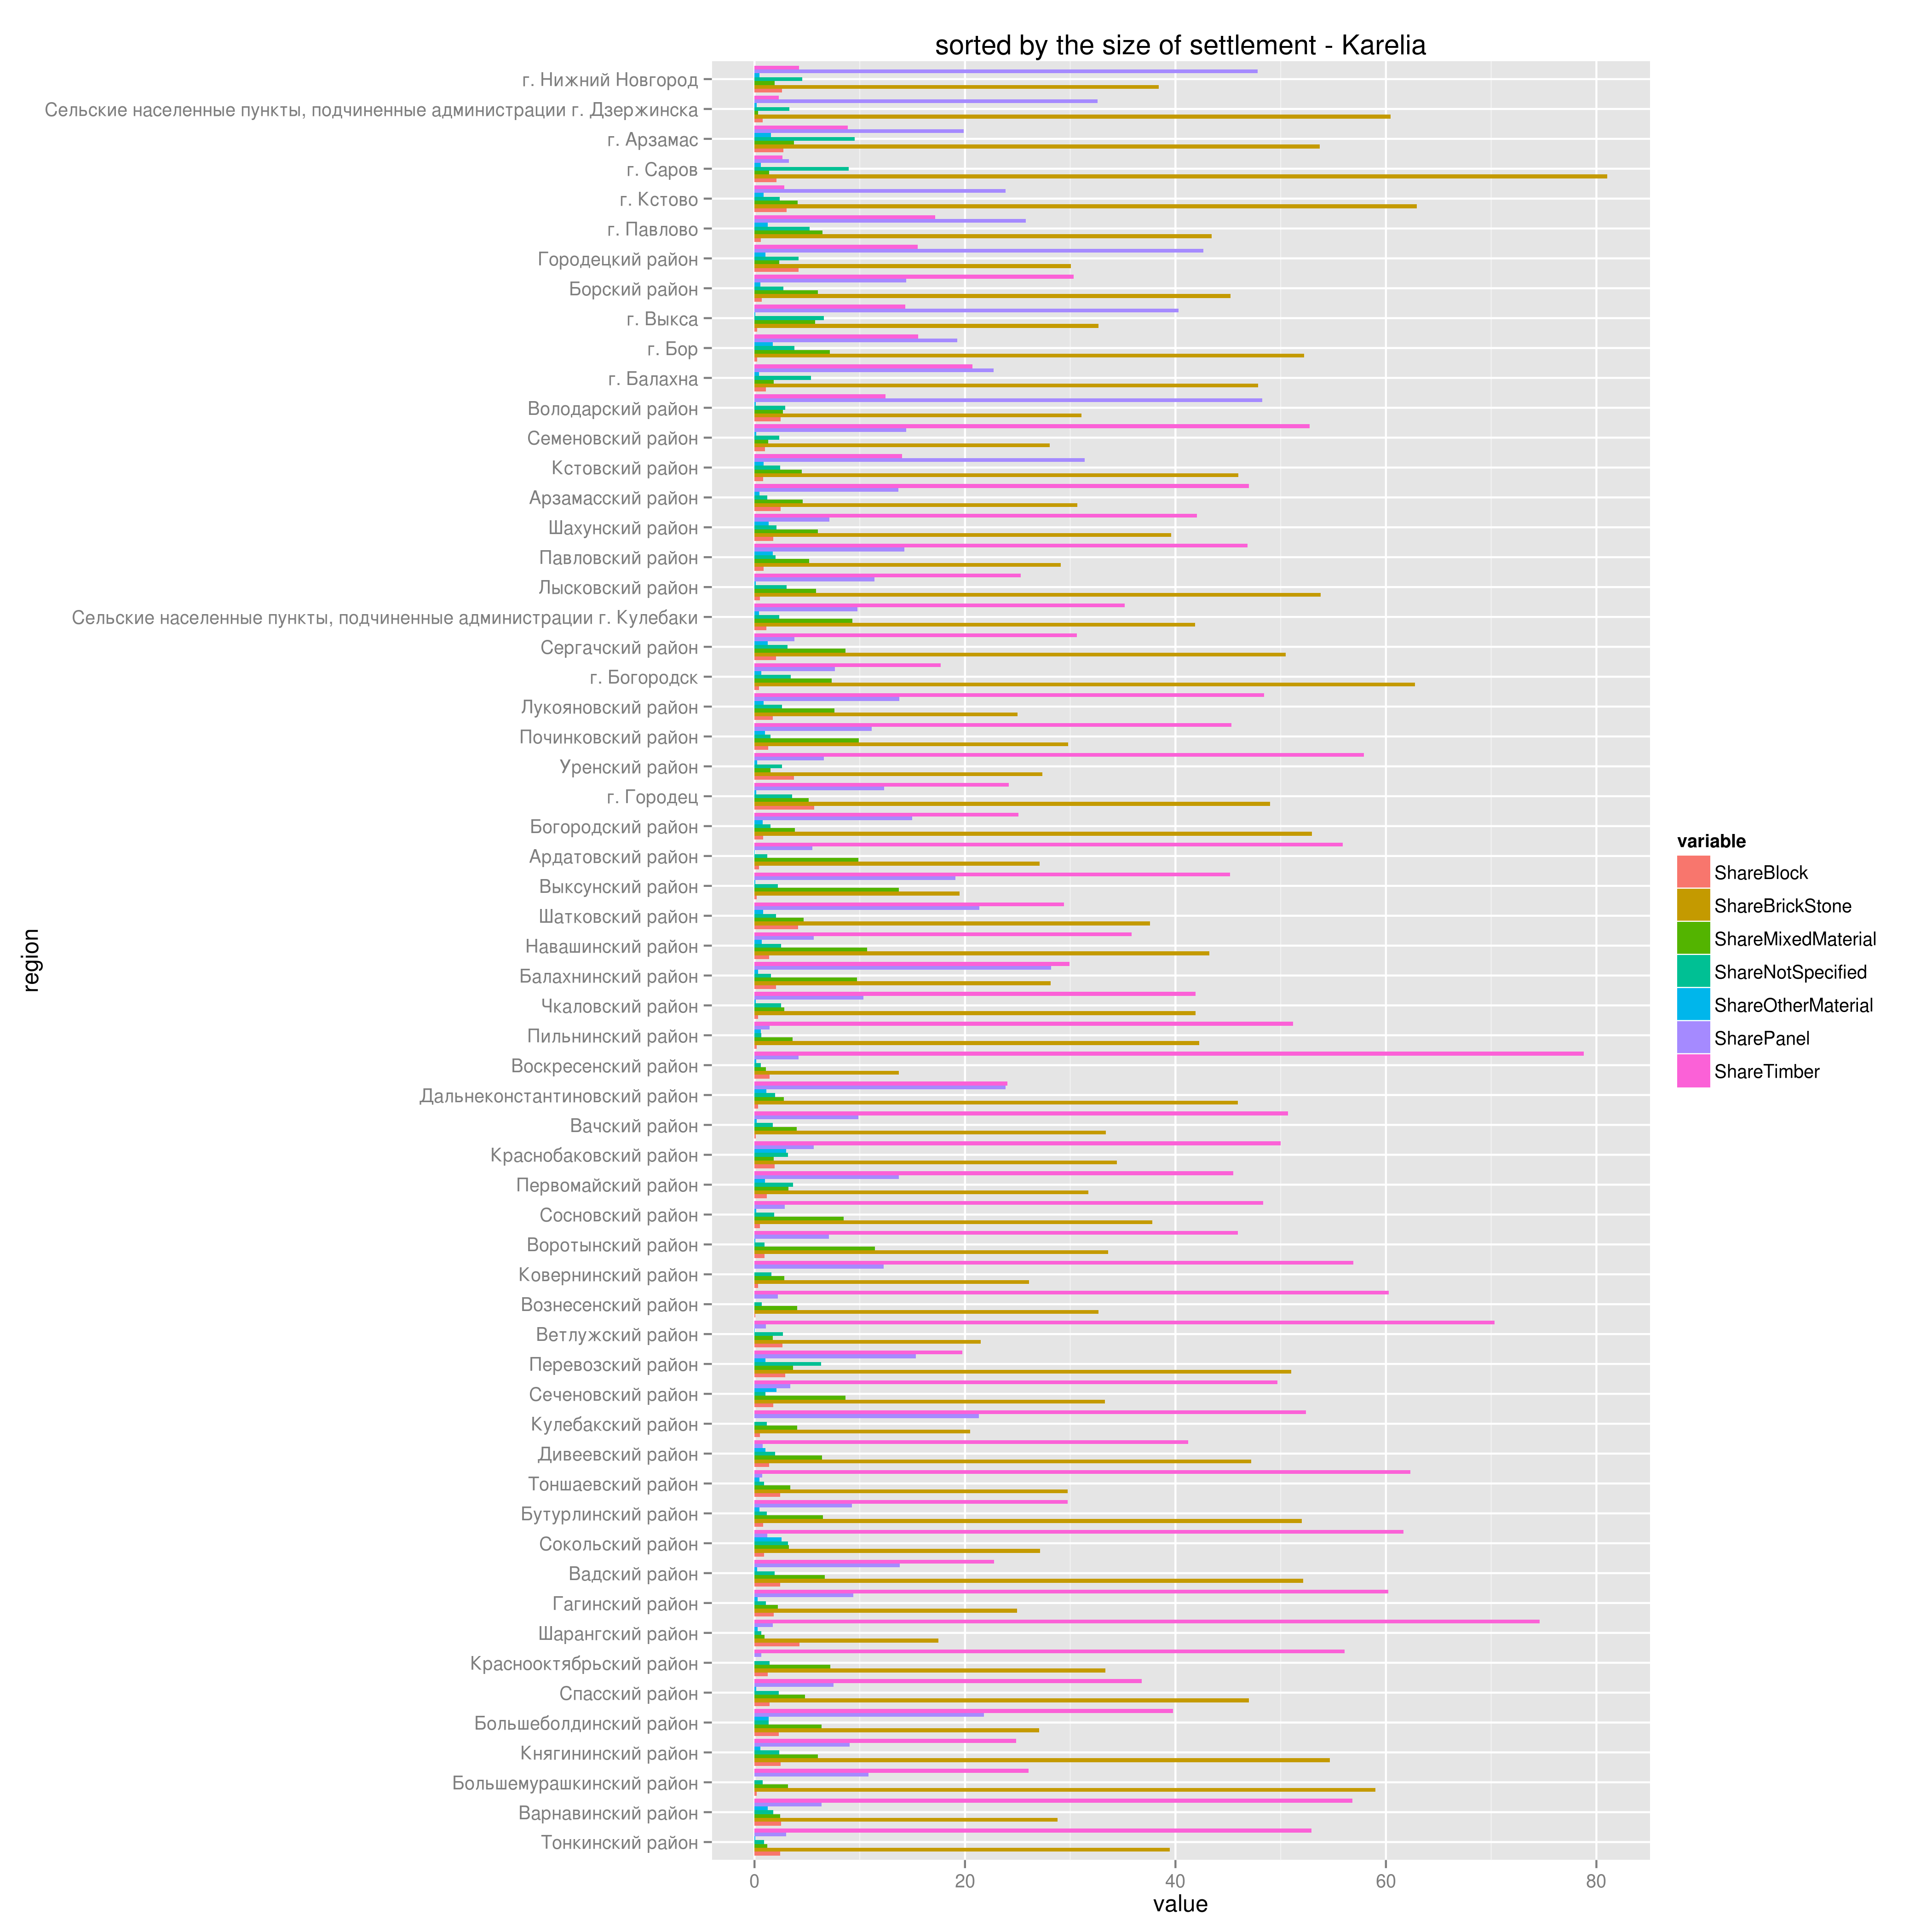 sorted by the size of settlement - Karelia
region
г. Нижний Новгород
Сельские населенные пункты, подчиненные администрации г. Дзержинска
г. Арзамас
г. Саров
г. Кстово
г. Павлово
Городецкий район
Борский район
г. Выкса
г. Бор
г. Балахна
Володарский район
Семеновский район
Кстовский район
Арзамасский район
Шахунский район
Павловский район
Лысковский район
Сельские населенные пункты, подчиненные администрации г. Кулебаки
Сергачский район
г. Богородск
Лукояновский район
Починковский район
Уренский район
г. Городец
Богородский район
Ардатовский район
Выксунский район
Шатковский район
Навашинский район
Балахнинский район
Чкаловский район
Пильнинский район
Воскресенский район
Дальнеконстантиновский район
Вачский район
Краснобаковский район
Первомайский район
Сосновский район
Воротынский район
Ковернинский район
Вознесенский район
Ветлужский район
Перевозский район
Сеченовский район
Кулебакский район
Дивеевский район
Тоншаевский район
Бутурлинский район
Сокольский район
Вадский район
Гагинский район
Шарангский район
Краснооктябрьский район
Спасский район
Большеболдинский район
Княгининский район
Большемурашкинский район
Варнавинский район
Тонкинский район
0 20 40 60 80
value
variable
ShareBlock
ShareBrickStone
ShareMixedMaterial
ShareNotSpecified
ShareOtherMaterial
SharePanel
ShareTimber